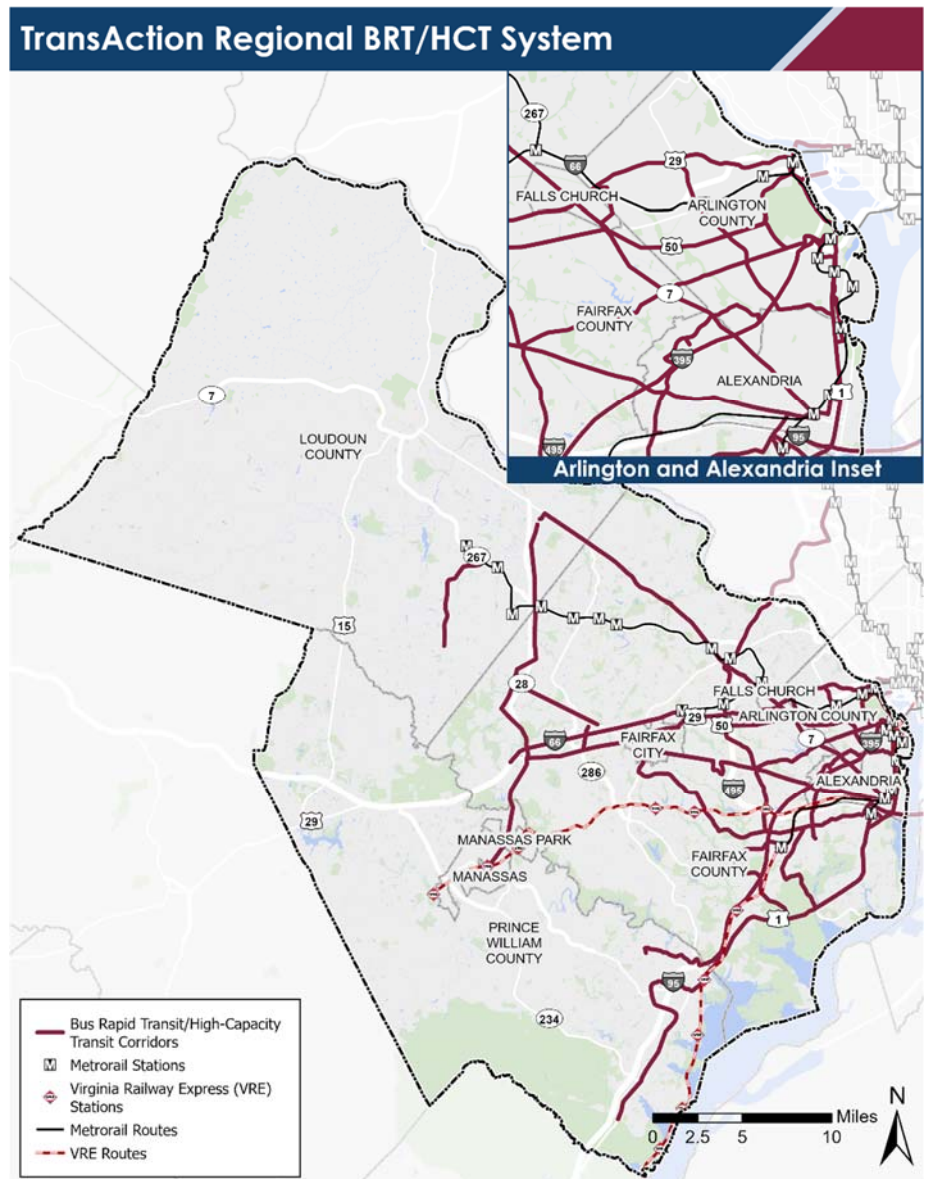 TransAction Regional BRT/HCT System
267
66
29
FALLS CHURCH
ARLINGTON
COUNTY
50
7
FAIRFAX
COUNTY
395
ALEXANDRIA
1
95
495
Arlington and Alexandria Inset
7
LOUDOUN
COUNTY
267
15
28
FALLS CHURCH
29
ARLINGTON COUNTY
50
66
FAIRFAX
CITY
7
395
286
495
ALEXANDRIA
29
MANASSAS PARK
FAIRFAX
COUNTY
MANASSAS
1
PRINCE
WILLIAM
COUNTY
95
234
Bus Rapid Transit/High-Capacity
Transit Corridors
M Metrorail Stations
Virginia Railway Express (VRE)
Stations
Metrorail Routes
VRE Routes
N
Miles
0 2.5 5 10